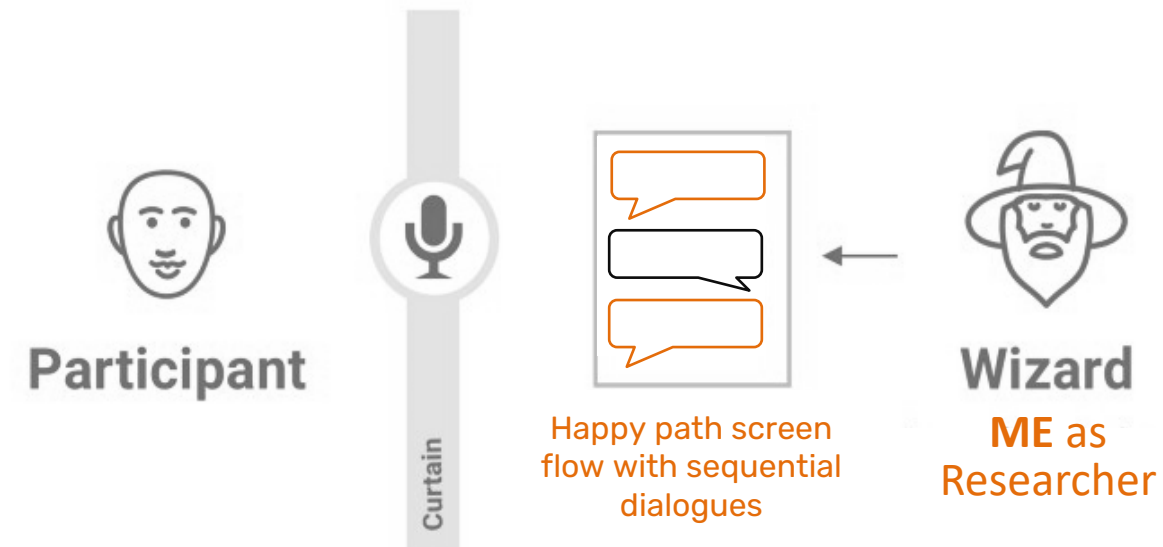 Participant
Curtain
Happy path screen
flow with sequential
dialogues
Wizard
ME as
Researcher